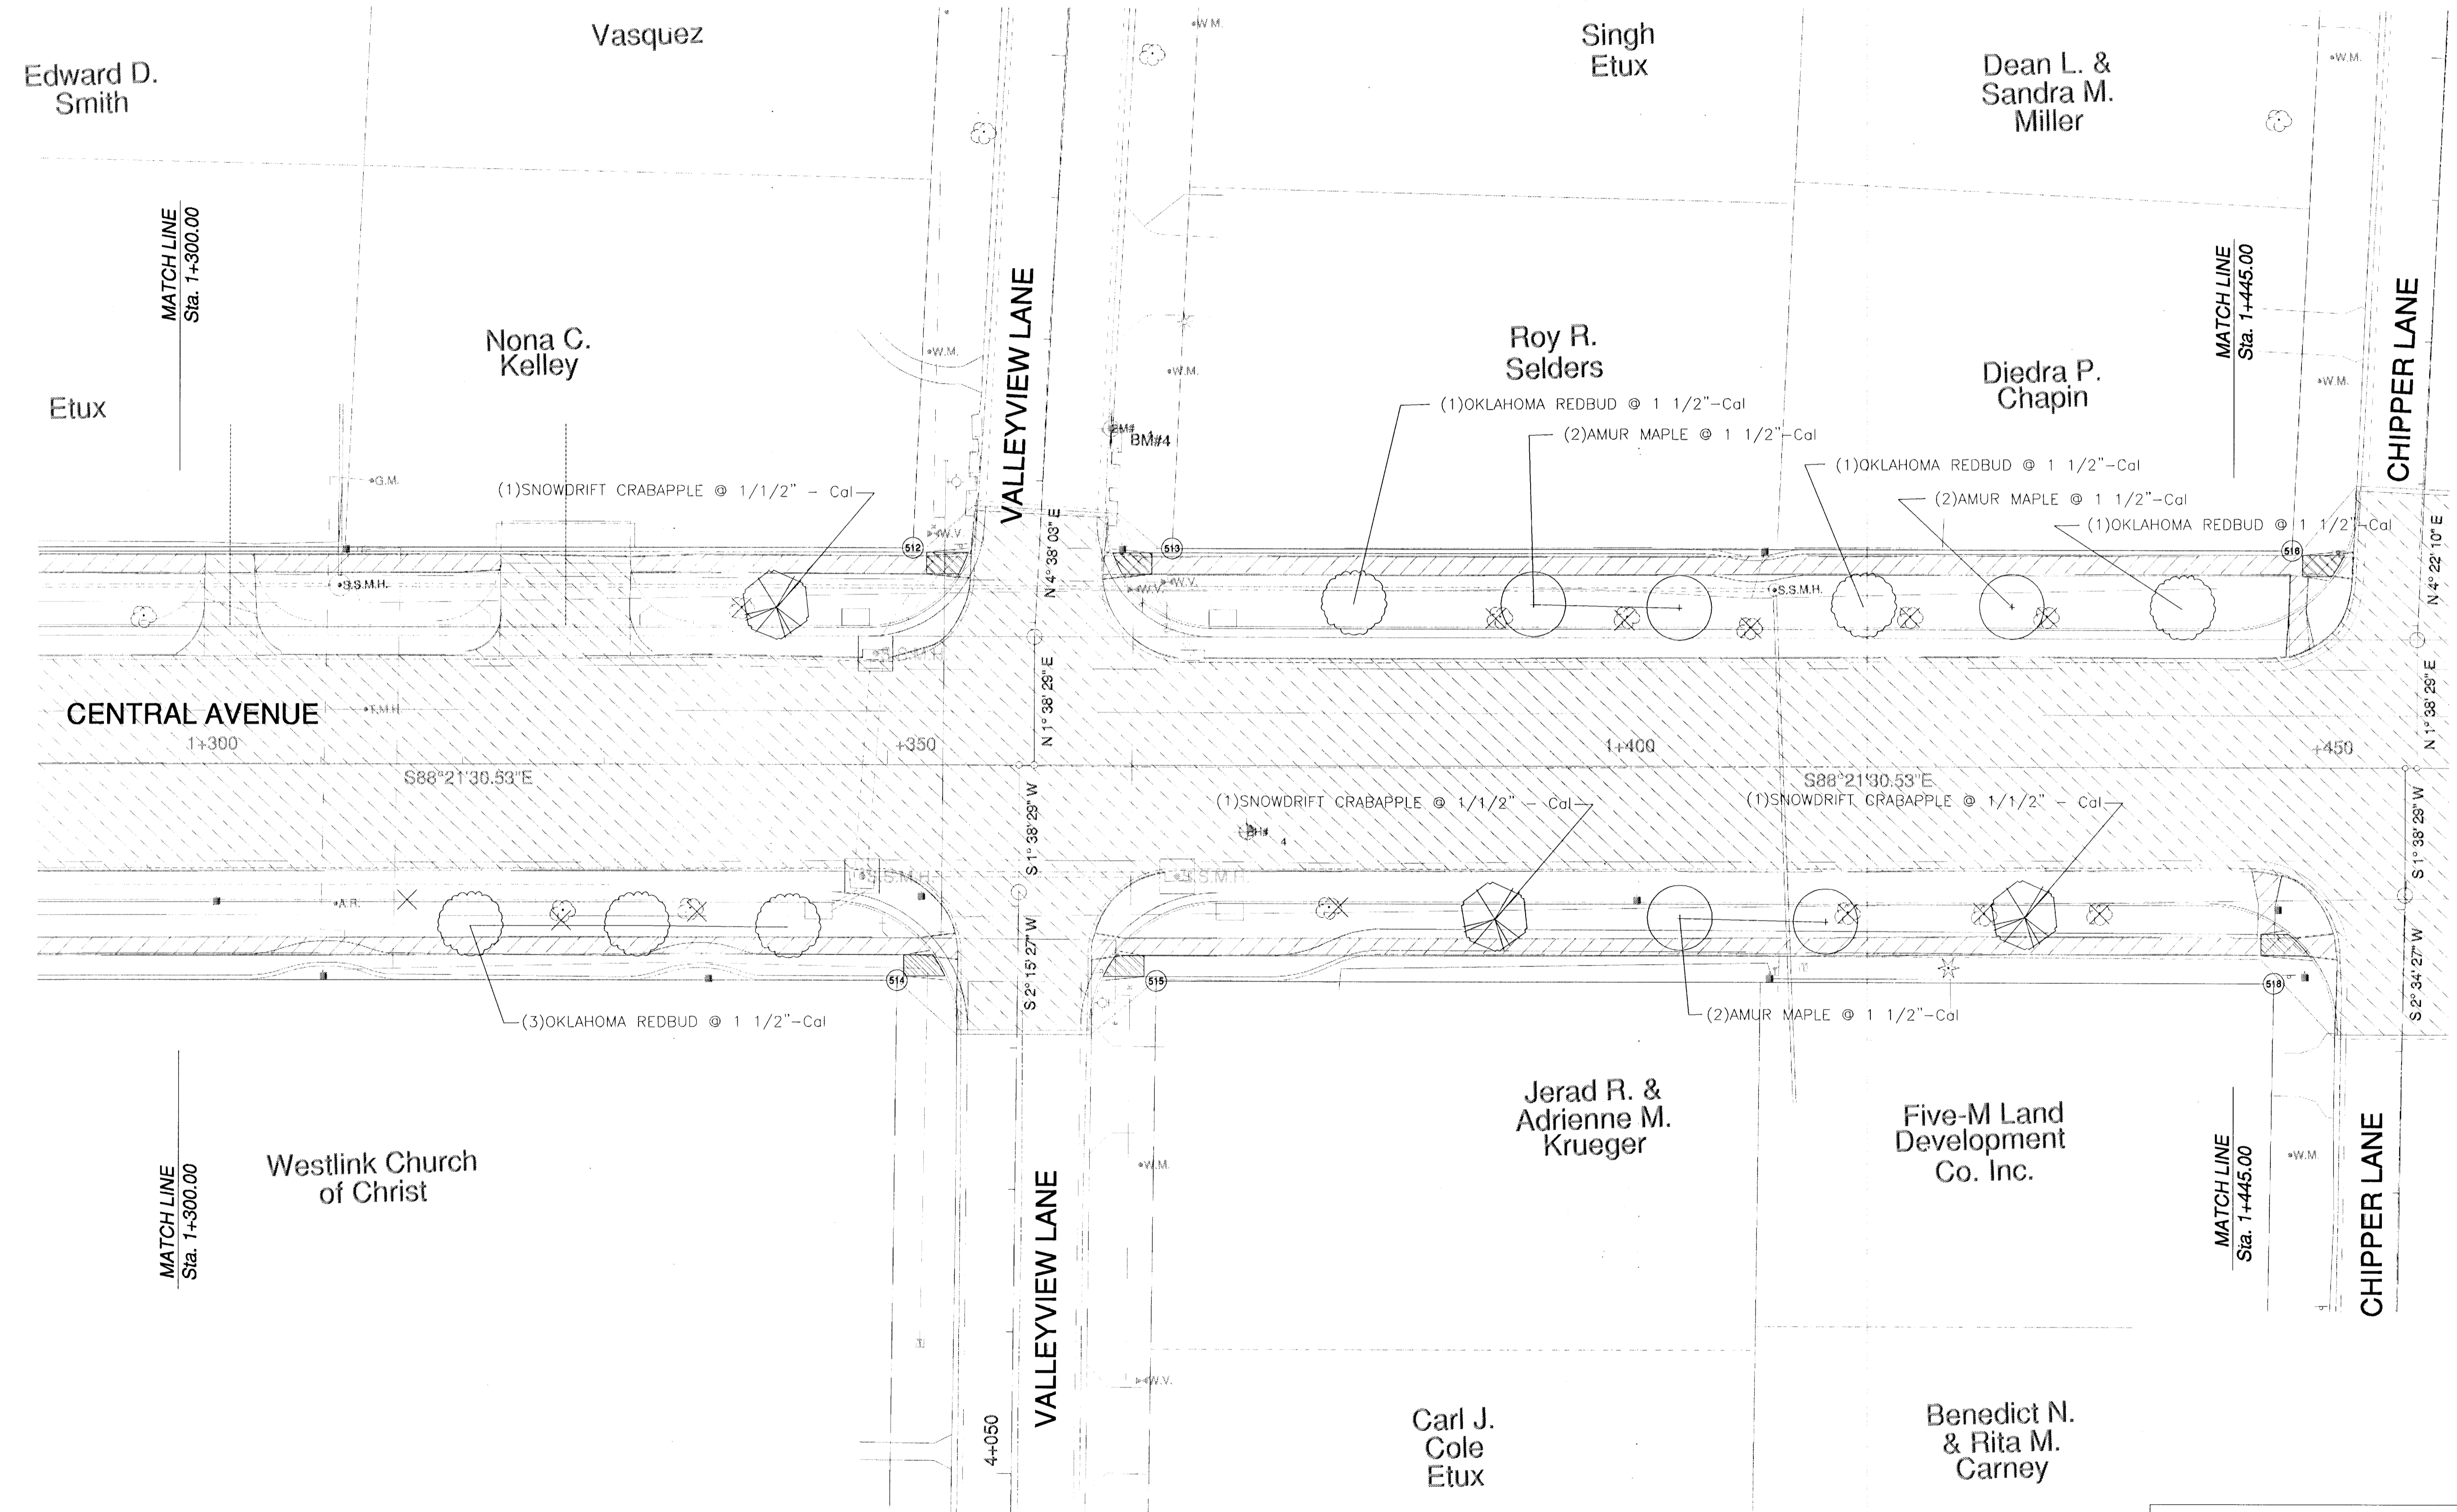 Vasquez
Singh
Etux
Edward D.
Smith
Dean L. &
Sandra M.
Miller
W.M.
W.M.
MATCH LINE
Sta. 1+300.00
MATCH LINE
Sta. 1+445.00
VALLEYVIEW LANE
CHIPPER LANE
Nona C.
Kelley
Etux
Roy R.
Selders
Diedra P.
Chapin
W.M.
W.M.
W.M.
(1)OKLAHOMA REDBUD @ 1 1/2"-Cal
(2)AMUR MAPLE @ 1 1/2"-Cal
BM#4
(1)OKLAHOMA REDBUD @ 1 1/2"-Cal
G.M.
(1)SNOWDRIFT CRABAPPLE @ 1/1/2" - Cal
(2)AMUR MAPLE @ 1 1/2"-Cal
(1)OKLAHOMA REDBUD @ 1 1/2"-Cal
W.V.
512
513
516
N 4° 38' 03" E
N 4° 22' 10" E
S.S.M.H.
W.V.
W.V.
S.S.M.H.
N 1° 38' 29" E
N 1° 38' 29" E
CENTRAL AVENUE
T.M.H.
1+300
+350
1+400
+450
S88°21'30.53"E
S88°21'30.53"E
(1)SNOWDRIFT CRABAPPLE @ 1/1/2" - Cal
(1)SNOWDRIFT CRABAPPLE @ 1/1/2" - Cal
BH#
4
S 1° 38' 29" W
S 1° 38' 29" W
S.S.M.H.
S.S.M.H.
A.R.
S 2° 15' 27" W
S 2° 34' 27" W
514
515
518
(3)OKLAHOMA REDBUD @ 1 1/2"-Cal
(2)AMUR MAPLE @ 1 1/2"-Cal
Jerad R. &
Adrienne M.
Krueger
Five-M Land
Development
Co. Inc.
Westlink Church
of Christ
W.M.
W.M.
MATCH LINE
Sta. 1+300.00
MATCH LINE
Sta. 1+445.00
VALLEYVIEW LANE
CHIPPER LANE
W.V.
4+050
Carl J.
Cole
Etux
Benedict N.
& Rita M.
Carney